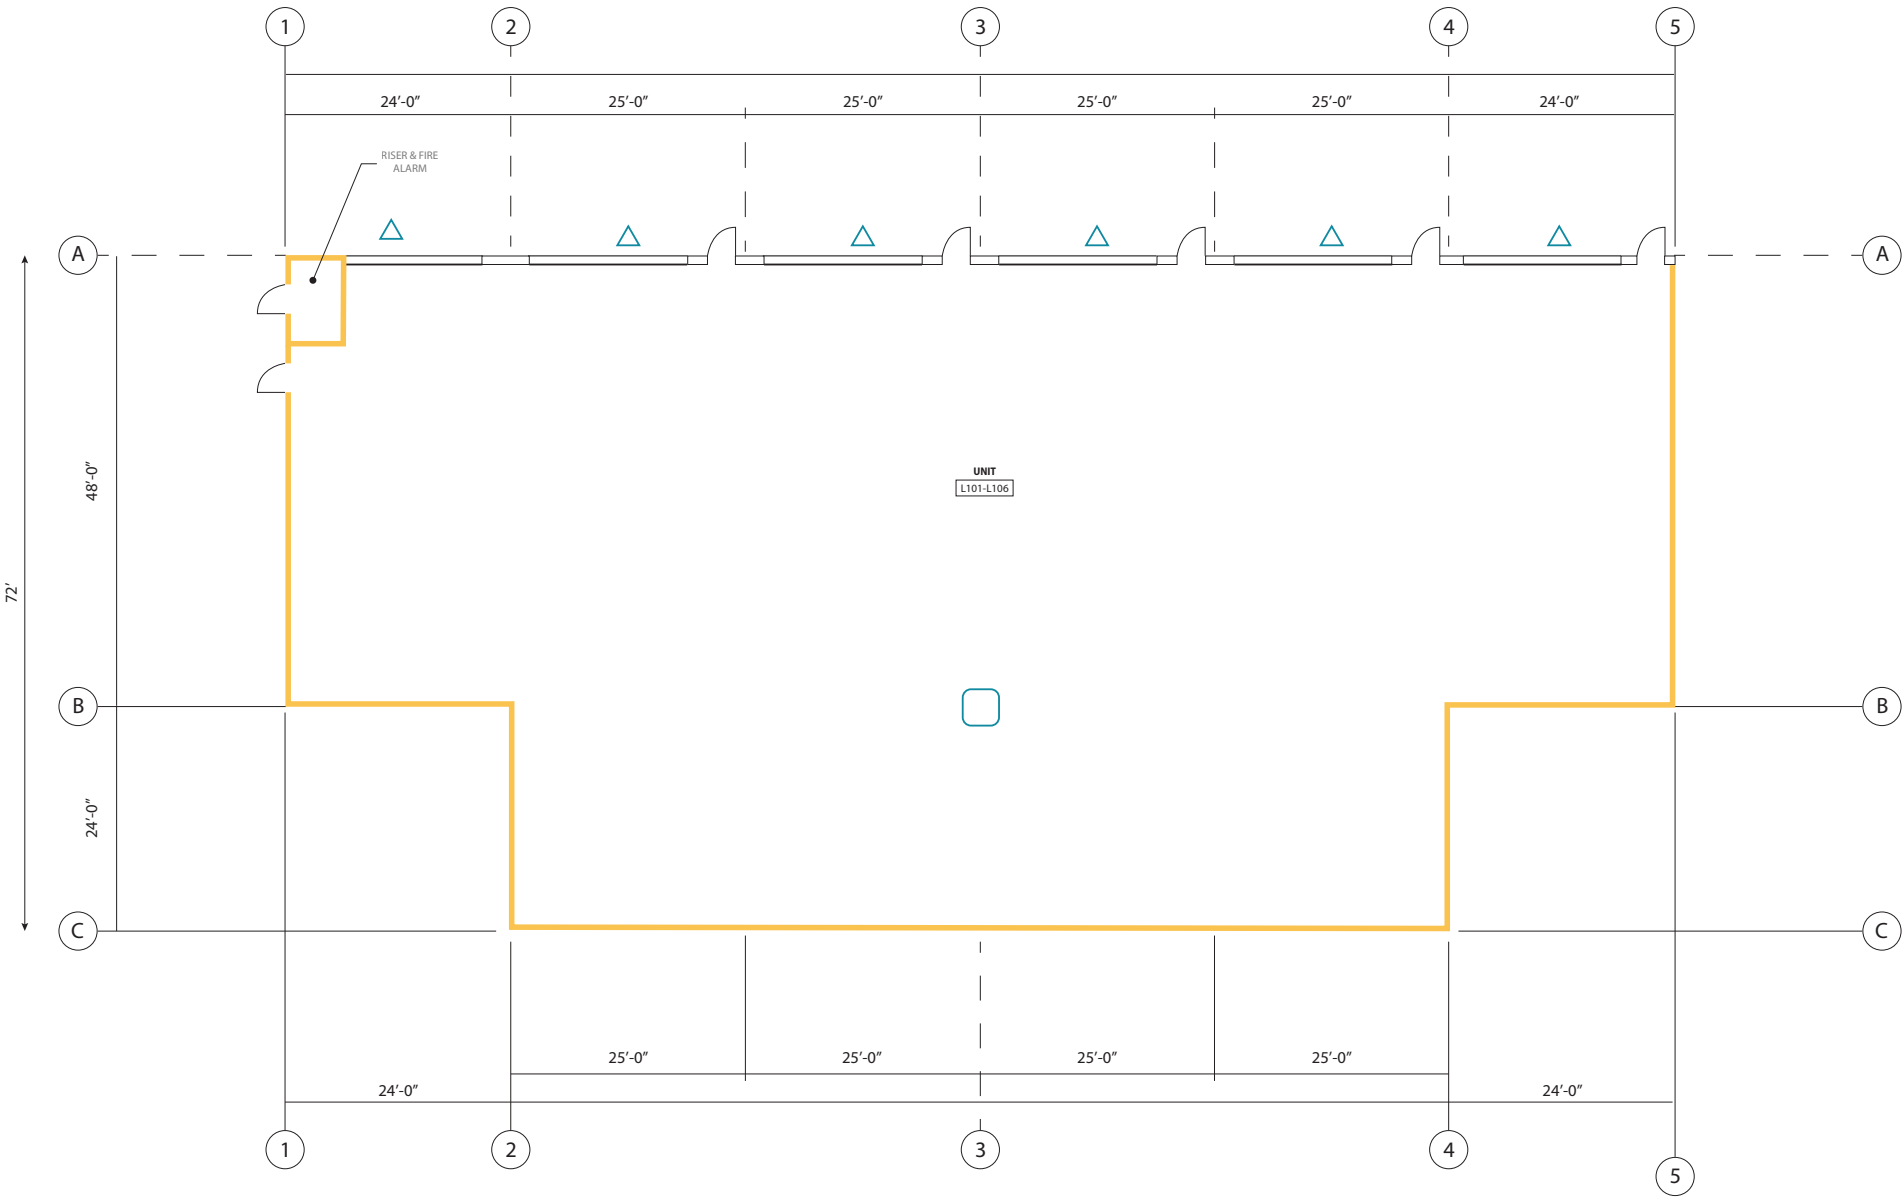 1 2 3 4 5
24'-0" 25'-0" 25'-0" 25'-0" 25'-0" 24'-0"
RISER & FIRE
ALARM
A A
48'-0"
UNIT
L101-L106
72'
B B
24'-0"
C C
25'-0" 25'-0" 25'-0" 25'-0"
24'-0" 24'-0"
1 2 3 4 5